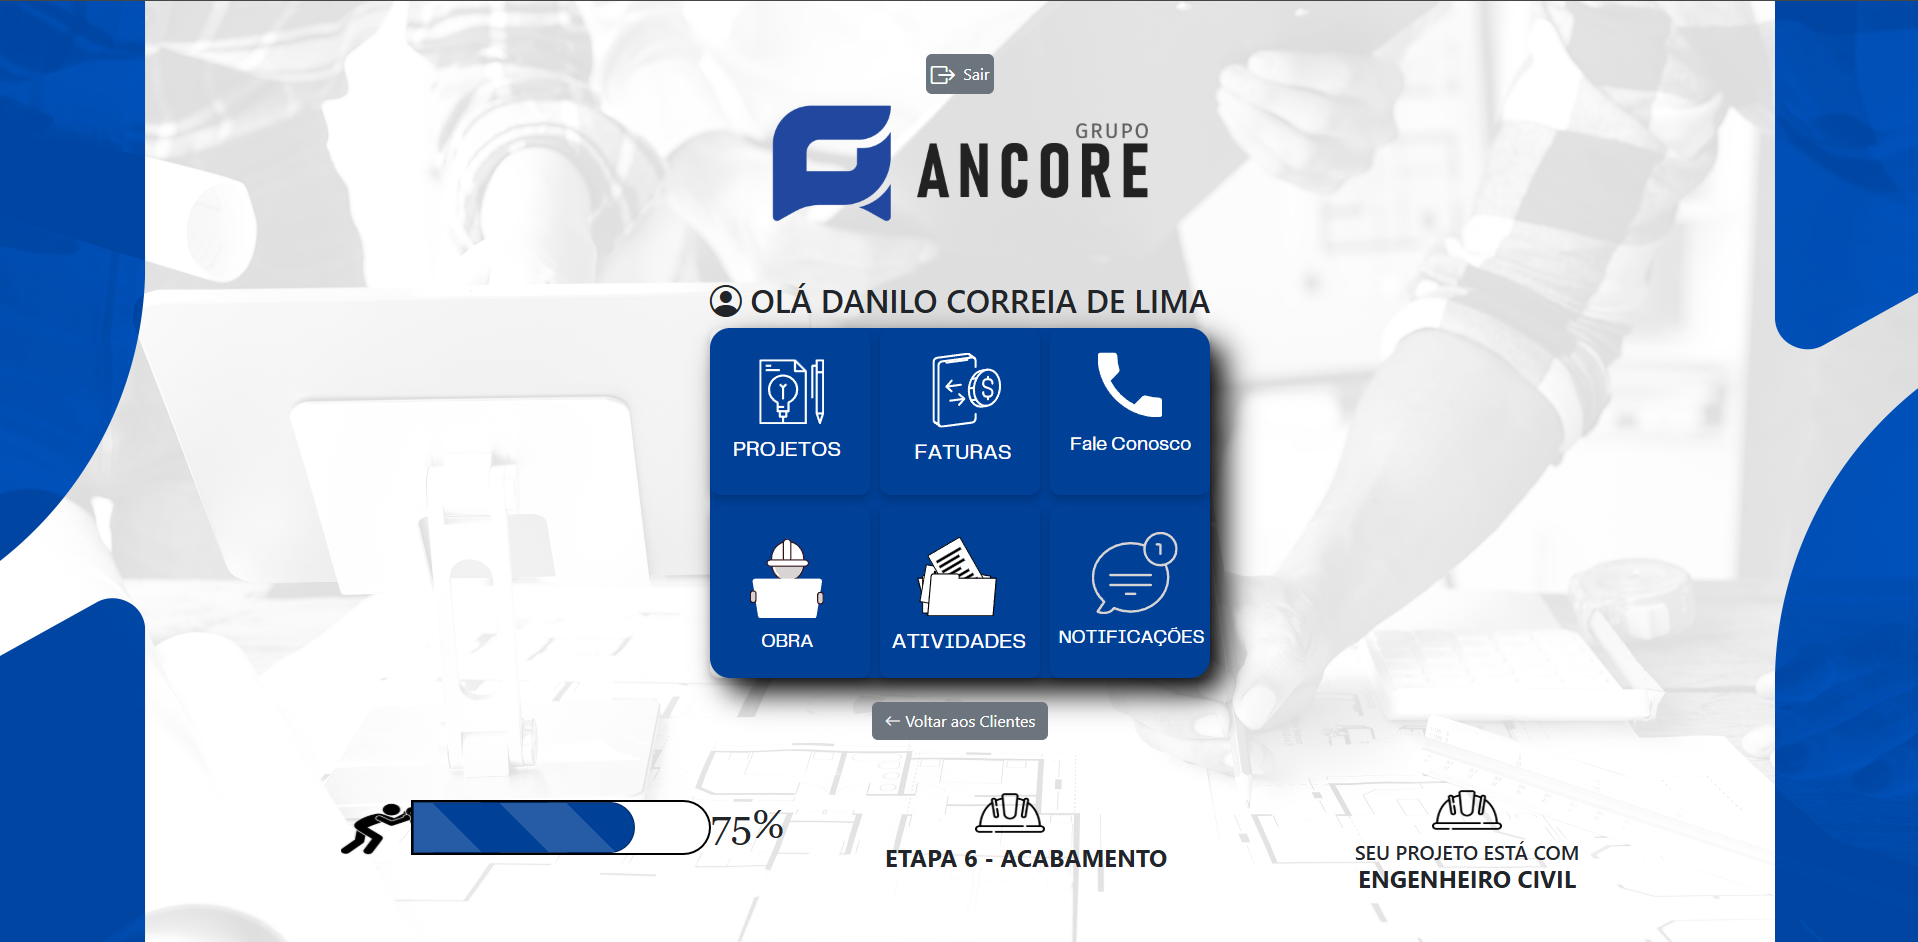 Sair
GRUPO
ANCORE
OLÁ DANILO CORREIA DE LIMA
PROJETOS
FATURAS
Fale Conosco
OBRA
ATIVIDADES
1
NOTIFICAÇÕES
← Voltar aos Clientes
75%
ETAPA 6 - ACABAMENTO
SEU PROJETO ESTÁ COM
ENGENHEIRO CIVIL